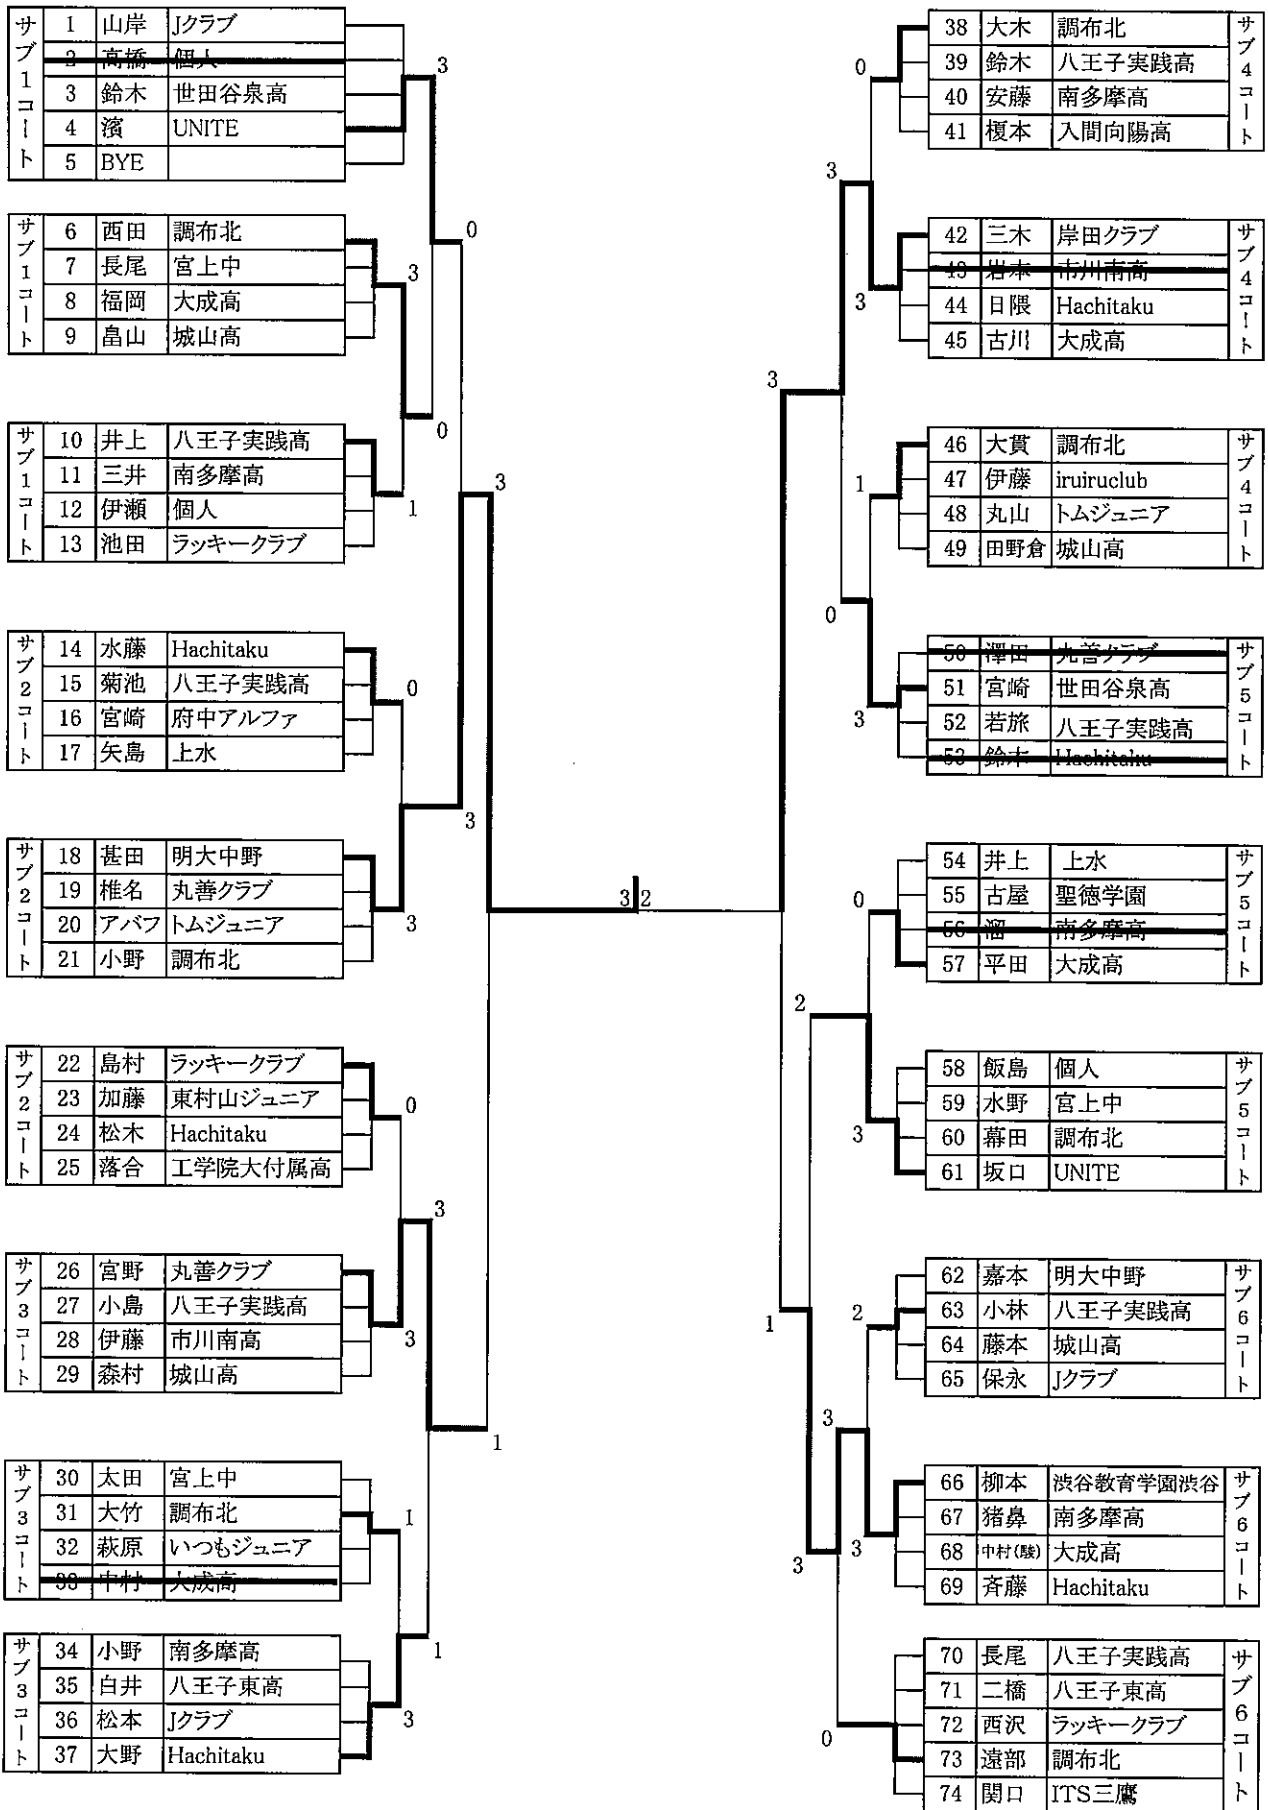 サブ1コート
1 山岸 Jクラブ
2 高橋 個人
3 鈴木 世田谷泉高
4 濱 UNITE
5 BYE
サブ1コート
6 西田 調布北
7 長尾 宮上中
8 福岡 大成高
9 畠山 城山高
サブ1コート
10 井上 八王子実践高
11 三井 南多摩高
12 伊瀬 個人
13 池田 ラッキークラブ
サブ2コート
14 水藤 Hachitaku
15 菊池 八王子実践高
16 宮崎 府中アルファ
17 矢島 上水
サブ2コート
18 甚田 明大中野
19 椎名 丸善クラブ
20 アバフ トムジュニア
21 小野 調布北
サブ2コート
22 島村 ラッキークラブ
23 加藤 東村山ジュニア
24 松木 Hachitaku
25 落合 工学院大付属高
サブ3コート
26 宮野 丸善クラブ
27 小島 八王子実践高
28 伊藤 市川南高
29 森村 城山高
サブ3コート
30 太田 宮上中
31 大竹 調布北
32 萩原 いつもジュニア
33 中村 大成高
サブ3コート
34 小野 南多摩高
35 白井 八王子東高
36 松本 Jクラブ
37 大野 Hachitaku
3
0
3
0
1
3
0
3
3
0
3
3
1
1
1
3
3 2
サブ4コート
38 大木 調布北
39 鈴木 八王子実践高
40 安藤 南多摩高
41 榎本 入間向陽高
サブ4コート
42 三木 岸田クラブ
43 岩本 市川南高
44 日隈 Hachitaku
45 古川 大成高
サブ4コート
46 大貫 調布北
47 伊藤 iruiruclub
48 丸山 トムジュニア
49 田野倉 城山高
サブ5コート
50 澤田 丸善クラブ
51 宮崎 世田谷泉高
52 若旅 八王子実践高
53 鈴木 Hachitaku
サブ5コート
54 井上 上水
55 古屋 聖徳学園
56 南多摩高
57 平田 大成高
サブ5コート
58 飯島 個人
59 水野 宮上中
60 幕田 調布北
61 坂口 UNITE
サブ6コート
62 嘉本 明大中野
63 小林 八王子実践高
64 藤本 城山高
65 保永 Jクラブ
サブ6コート
66 柳本 渋谷教育学園渋谷
67 猪鼻 南多摩高
68 中村(駿) 大成高
69 斉藤 Hachitaku
サブ6コート
70 長尾 八王子実践高
71 二橋 八王子東高
72 西沢 ラッキークラブ
73 遠部 調布北
74 関口 ITS三鷹
0
3
3
3
1
0
3
0
2
3
1
2
3
3
3
0